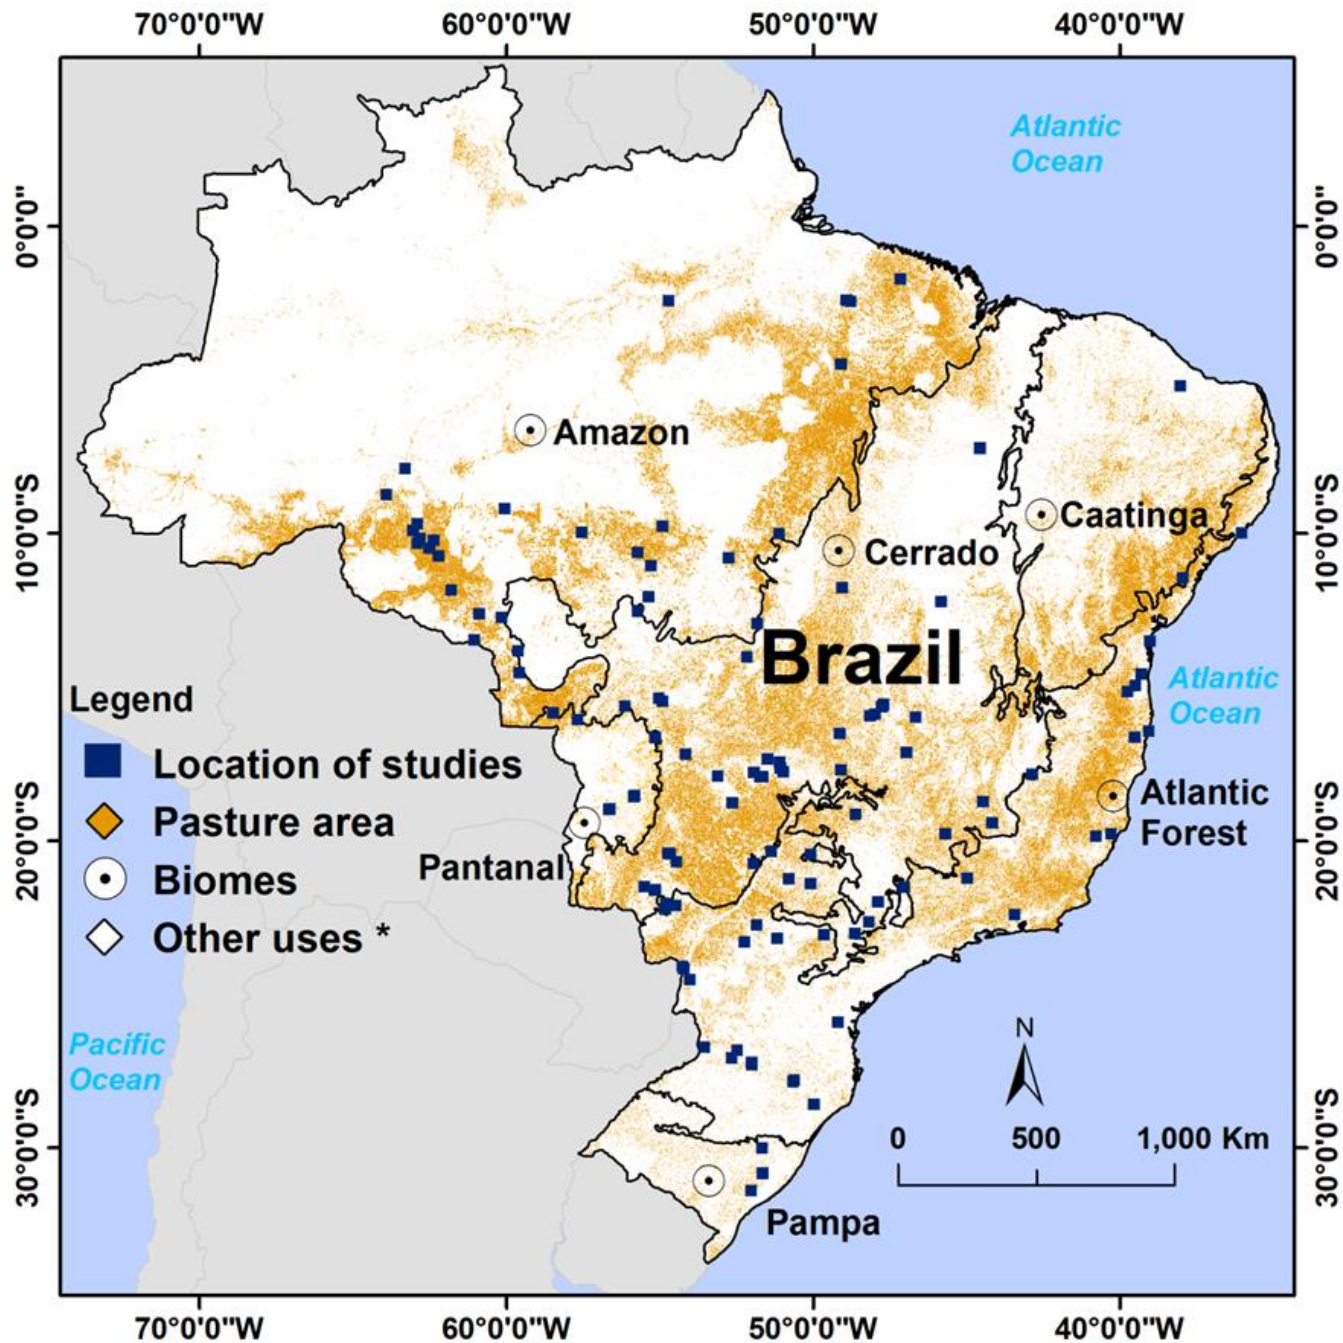 70°0'0"W 60°0'0"W 50°0'0"W 40°0'0"W
Atlantic
Ocean
0°0'0" 0°0'0"
Amazon
Caatinga
10°0'0"S 10°0'0"S
Cerrado
Brazil
Atlantic
Ocean
Legend
Location of studies
Pasture area
Biomes
Other uses *
Atlantic
Forest
20°0'0"S 20°0'0"S
Pantanal
Pacific
Ocean
N
0 500 1,000 Km
30°0'0"S 30°0'0"S
Pampa
70°0'0"W 60°0'0"W 50°0'0"W 40°0'0"W